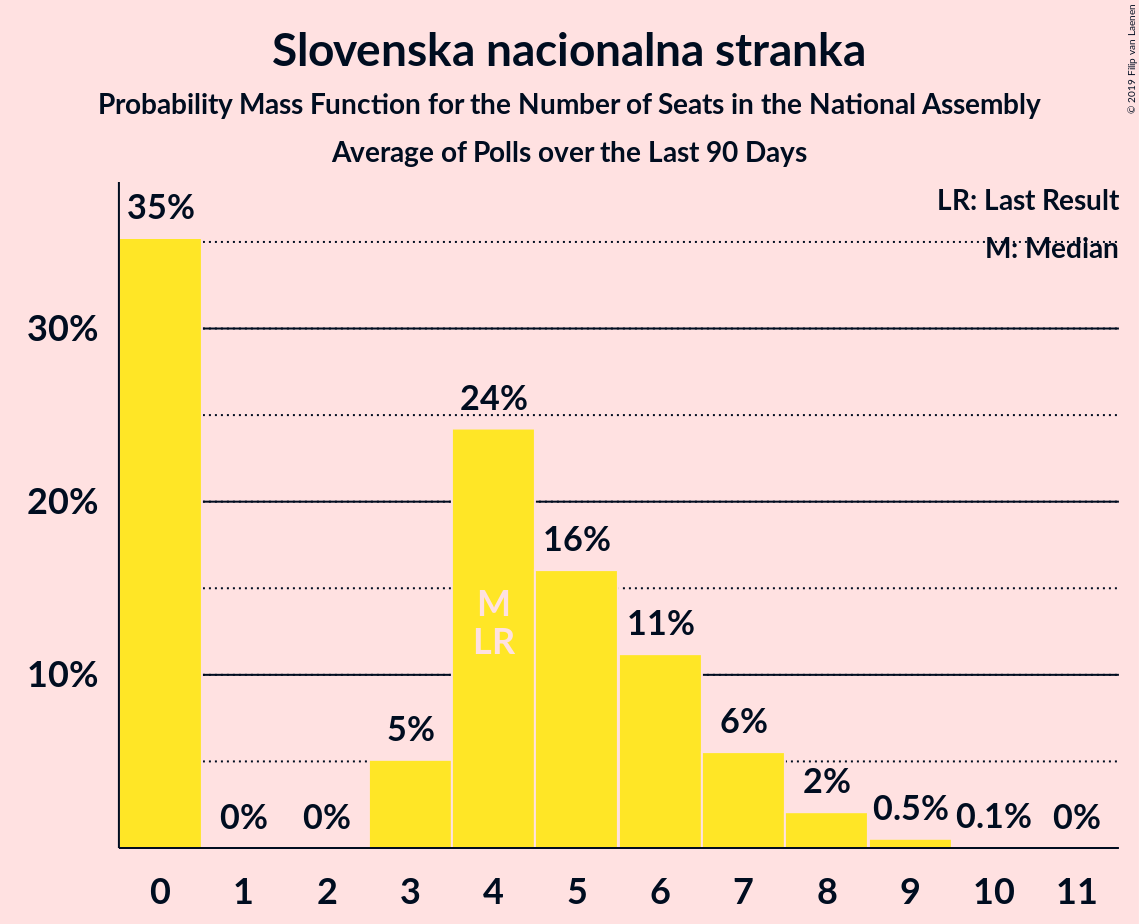 Slovenska nacionalna stranka
Probability Mass Function for the Number of Seats in the National Assembly
Average of Polls over the Last 90 Days
© 2019 Filip van Laenen
LR: Last Result
M: Median
35%
30%
24%
20%
16%
M
LR
11%
10%
5%
6%
2%
0%
0%
0.5%
0.1%
0%
0 1 2 3 4 5 6 7 8 9 10 11